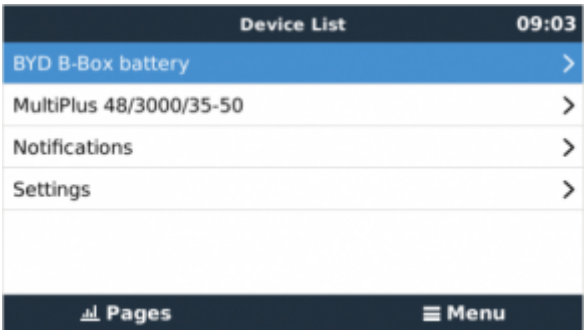 Device List 09:03
BYD B-Box battery
MultiPlus 48/3000/35-50
Notifications
Settings
Pages Menu